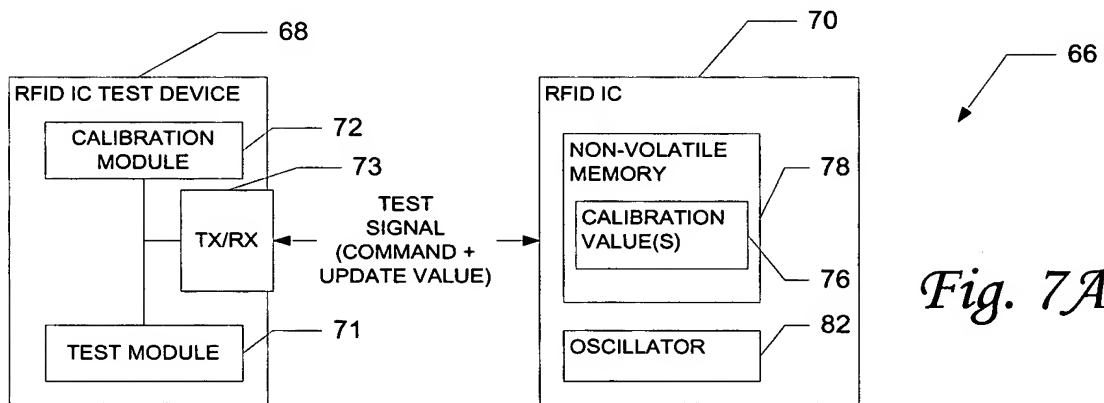 68
70
66
RFID IC TEST DEVICE
RFID IC
CALIBRATION
MODULE
72
73
TX/RX
TEST
SIGNAL
(COMMAND +
UPDATE VALUE)
NON-VOLATILE
MEMORY
78
CALIBRATION
VALUE(S)
76
Fig. 7A
TEST MODULE
71
OSCILLATOR
82